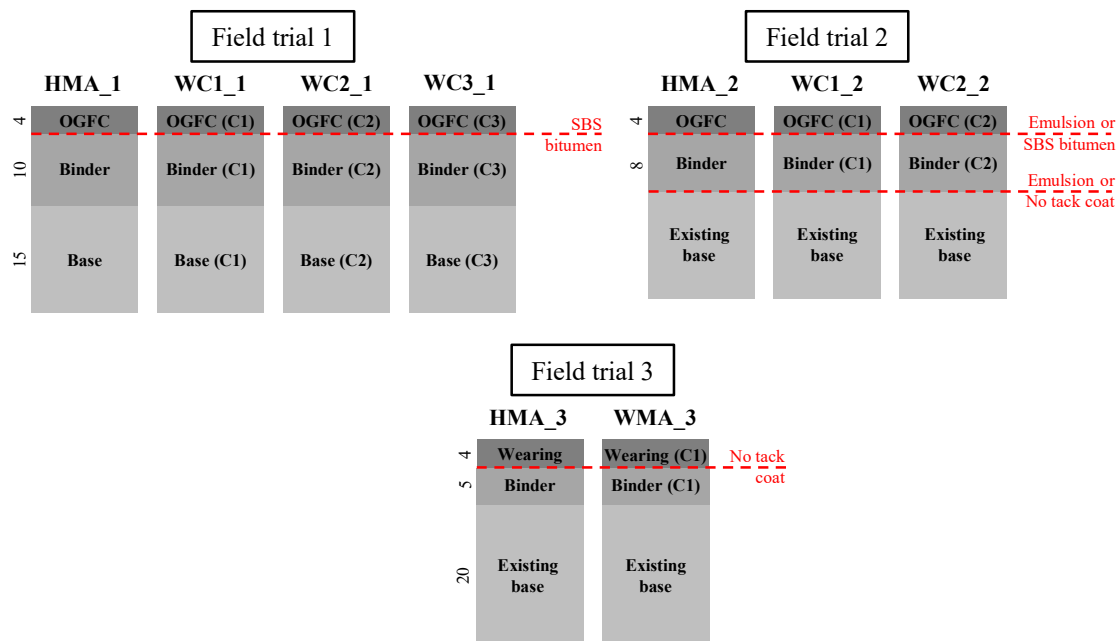 Field trial 1
HMA_1 WC1_1 WC2_1 WC3_1
4 OGFC OGFC (C1) OGFC (C2) OGFC (C3) SBS
bitumen
10 Binder Binder (C1) Binder (C2) Binder (C3)
15 Base Base (C1) Base (C2) Base (C3)
Field trial 2
HMA_2 WC1_2 WC2_2
4 OGFC OGFC (C1) OGFC (C2) Emulsion or
SBS bitumen
8 Binder Binder (C1) Binder (C2)
Emulsion or
No tack coat
Existing Existing Existing
base base base
Field trial 3
HMA_3 WMA_3
4 Wearing Wearing (C1) No tack
coat
5 Binder Binder (C1)
20 Existing Existing
base base